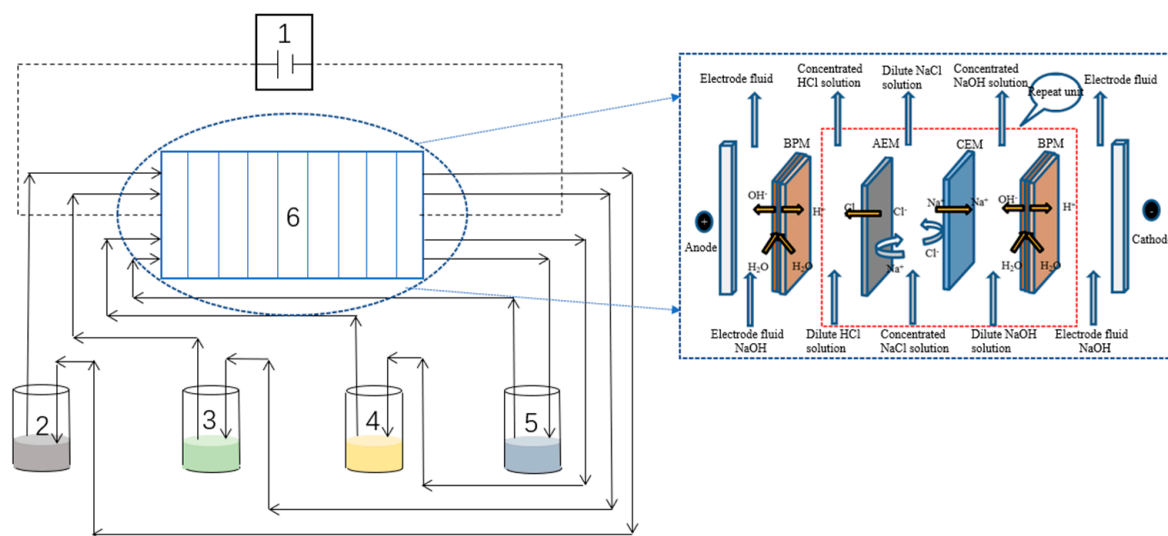 1
6
2
3
4
5
Electrode fluid
Concentrated
HCl solution
Dilute NaCl
solution
Concentrated
NaOH solution
Electrode fluid
Repeat unit
BPM
AEM
CEM
BPM
OH⁻
H⁺
Cl
Cl⁻
Na⁺
Na⁺
OH⁻
H⁺
+
Anode
-
Cathod
Cl⁻
Na⁺
H₂O
H₂O
H₂O
H₂O
Electrode fluid
NaOH
Dilute HCl
solution
Concentrated
NaCl solution
Dilute NaOH
solution
Electrode fluid
NaOH